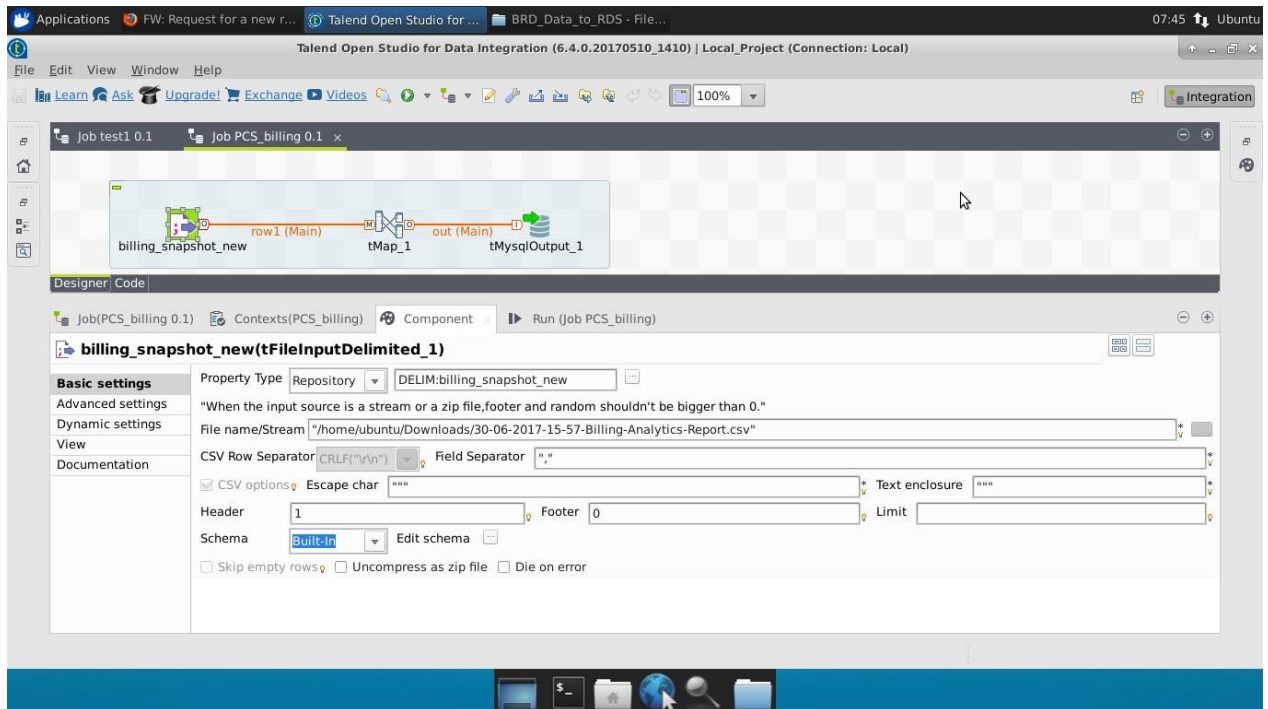 Applications FW: Request for a new r... Talend Open Studio for ... BRD_Data_to_RDS - File... 07:45 Ubuntu
Talend Open Studio for Data Integration (6.4.0.20170510_1410) | Local_Project (Connection: Local)
File Edit View Window Help
Learn Ask Upgrade! Exchange Videos 100% Integration
Job test1 0.1 Job PCS_billing 0.1
row1 (Main) out (Main)
billing_snapshot_new tMap_1 tMysqlOutput_1
Designer Code
Job(PCS_billing 0.1) Contexts(PCS_billing) Component Run (Job PCS_billing)
billing_snapshot_new(tFileInputDelimited_1)
Basic settings Property Type Repository DELIM:billing_snapshot_new ...
Advanced settings "When the input source is a stream or a zip file,footer and random shouldn't be bigger than 0."
Dynamic settings File name/Stream "/home/ubuntu/Downloads/30-06-2017-15-57-Billing-Analytics-Report.csv" *
View
CSV Row Separator CRLF("\r\n") Field Separator "," *
Documentation
CSV options Escape char """ * Text enclosure """ *
Header 1 Footer 0 Limit
Schema Built-In Edit schema ...
Skip empty rows Uncompress as zip file Die on error
$_